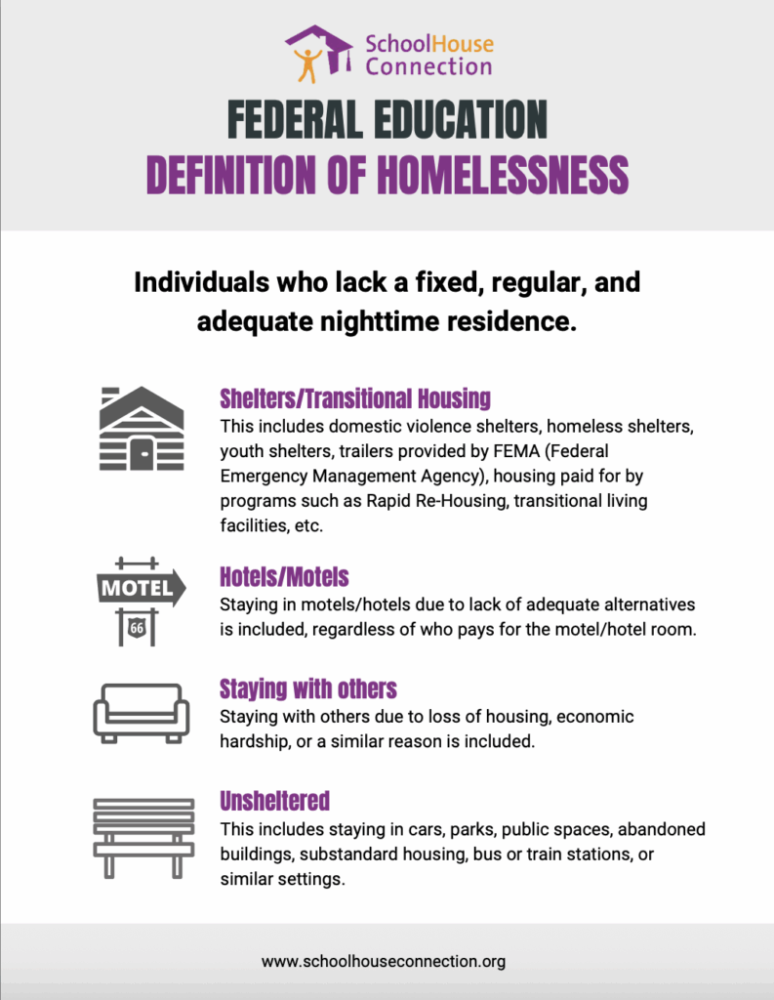 SchoolHouse
Connection
FEDERAL EDUCATION
DEFINITION OF HOMELESSNESS
Individuals who lack a fixed, regular, and
adequate nighttime residence.
Shelters/Transitional Housing
This includes domestic violence shelters, homeless shelters,
youth shelters, trailers provided by FEMA (Federal
Emergency Management Agency), housing paid for by
programs such as Rapid Re-Housing, transitional living
facilities, etc.
MOTEL
66
Hotels/Motels
Staying in motels/hotels due to lack of adequate alternatives
is included, regardless of who pays for the motel/hotel room.
Staying with others
Staying with others due to loss of housing, economic
hardship, or a similar reason is included.
Unsheltered
This includes staying in cars, parks, public spaces, abandoned
buildings, substandard housing, bus or train stations, or
similar settings.
www.schoolhouseconnection.org